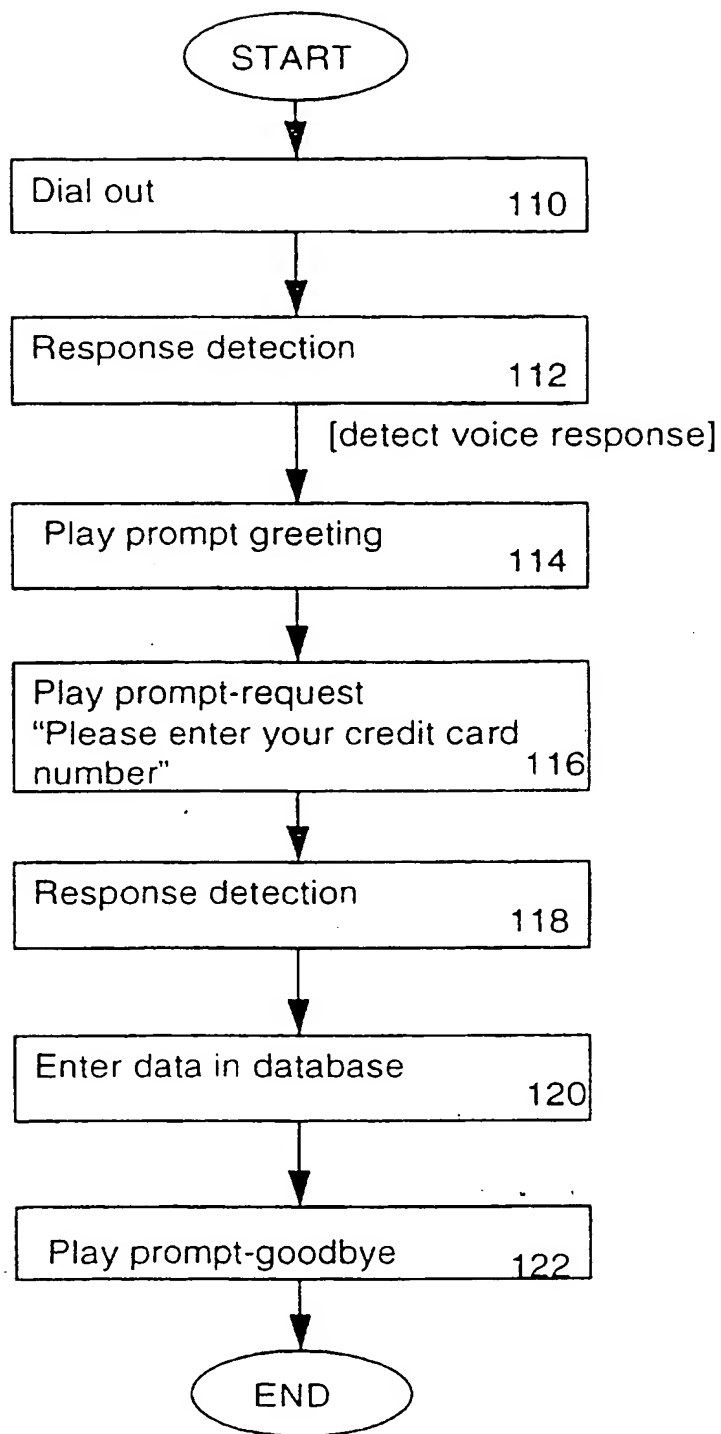 START
Dial out
110
Response detection
112
[detect voice response]
Play prompt greeting
114
Play prompt-request
“Please enter your credit card
number”
116
Response detection
118
Enter data in database
120
Play prompt-goodbye
122
END